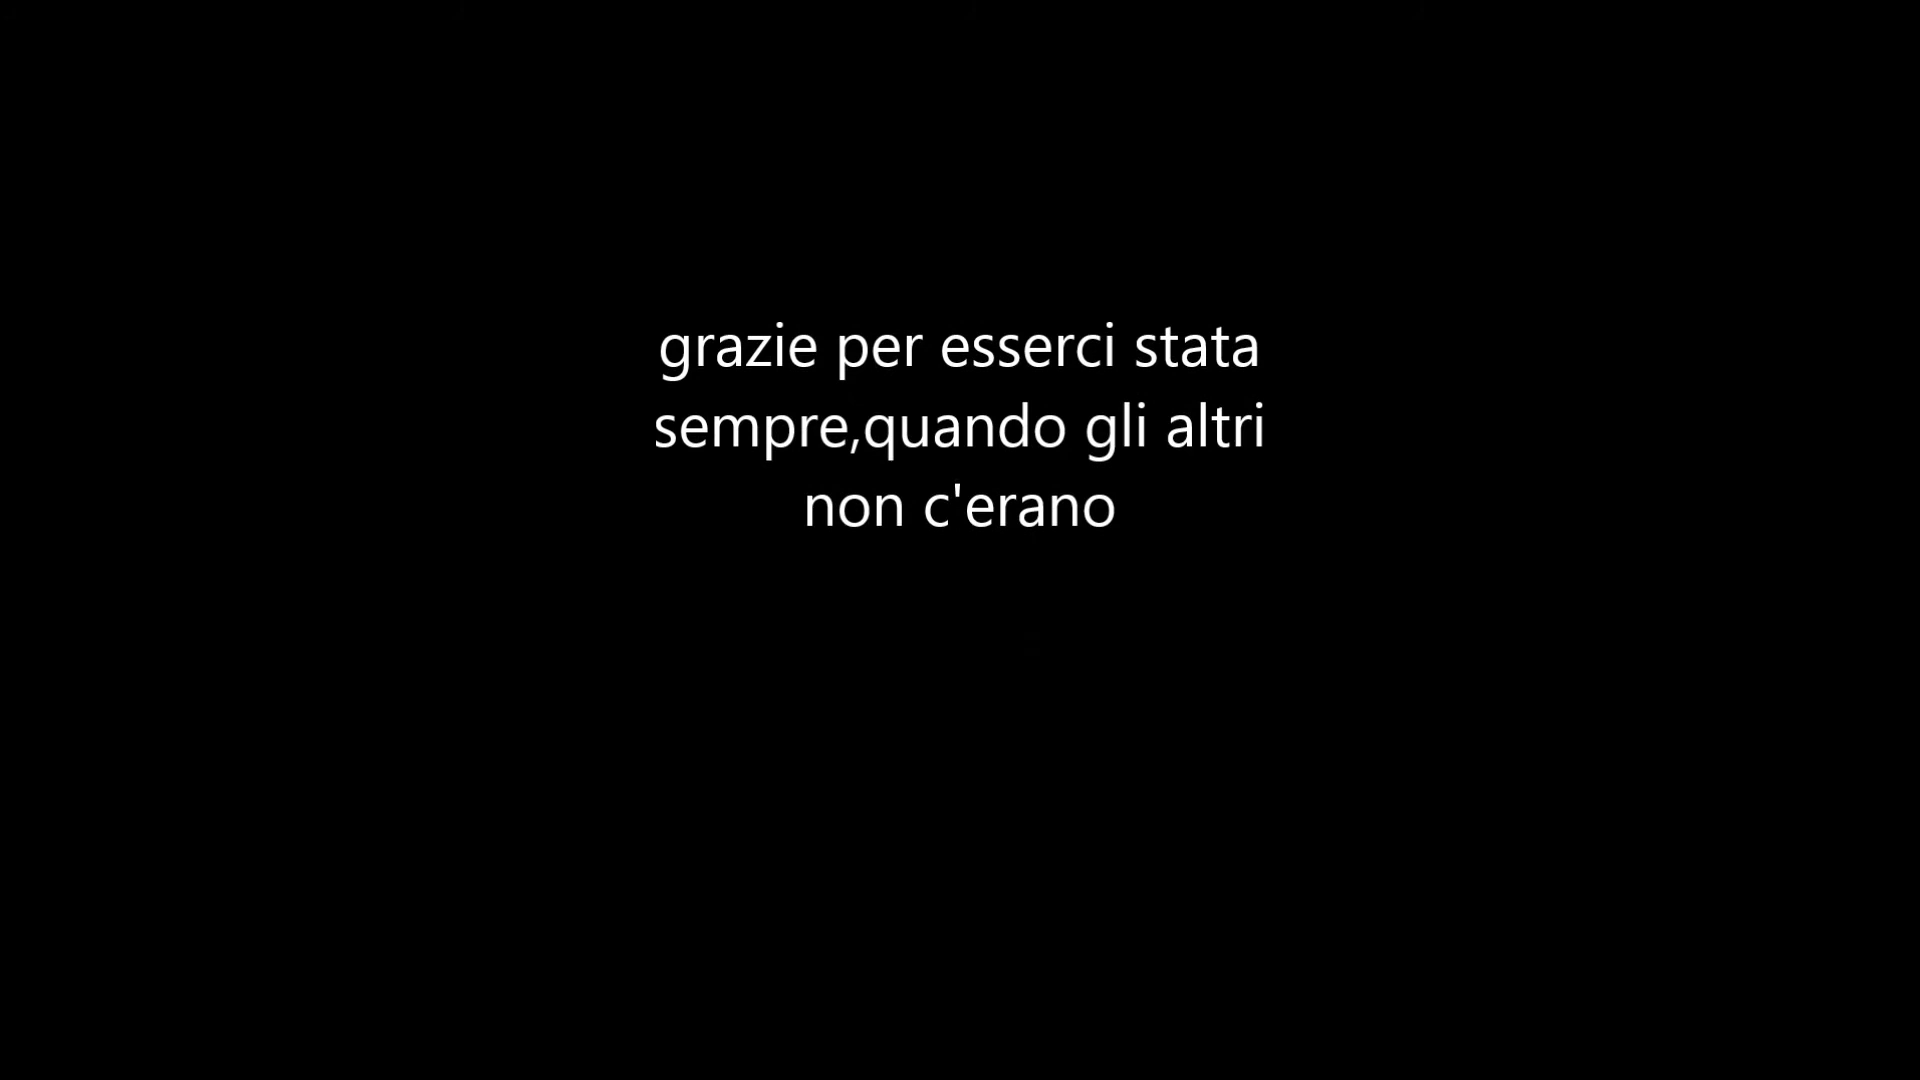 grazie per esserci stata
sempre,quando gli altri
non c'erano